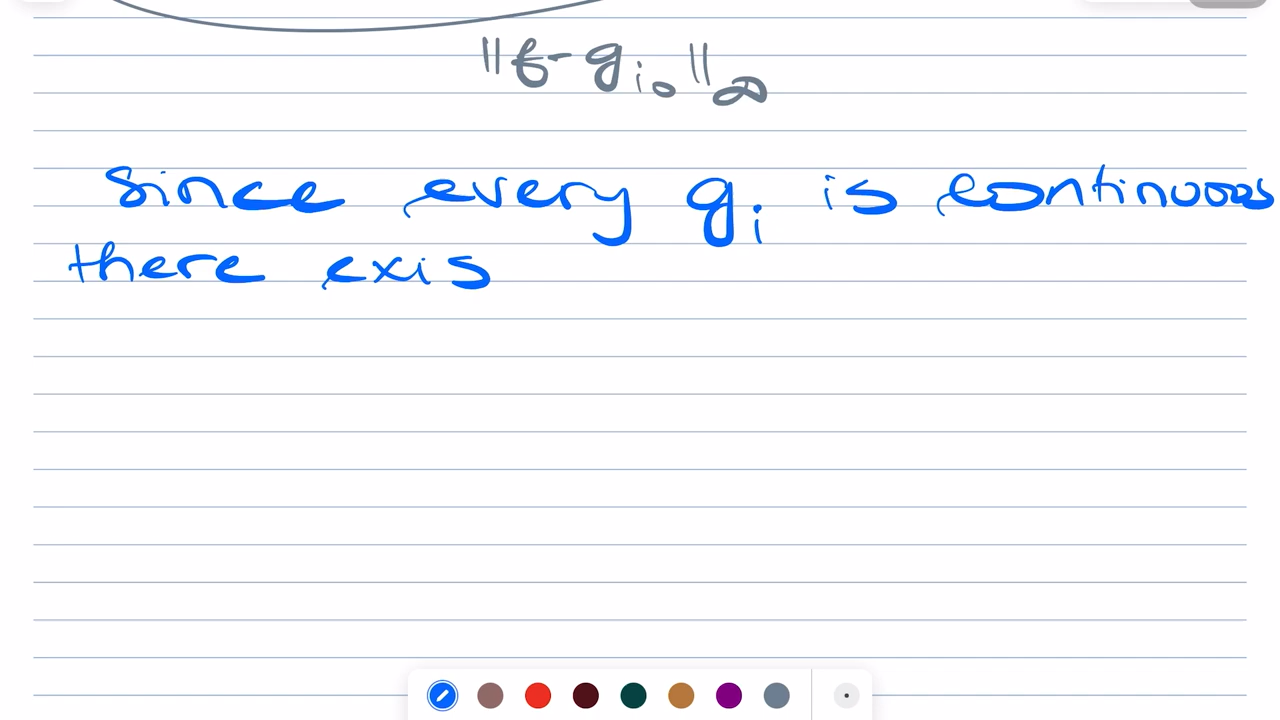 ||f - g_{i_0}||_∞
Since every g_i is continuous
there exis